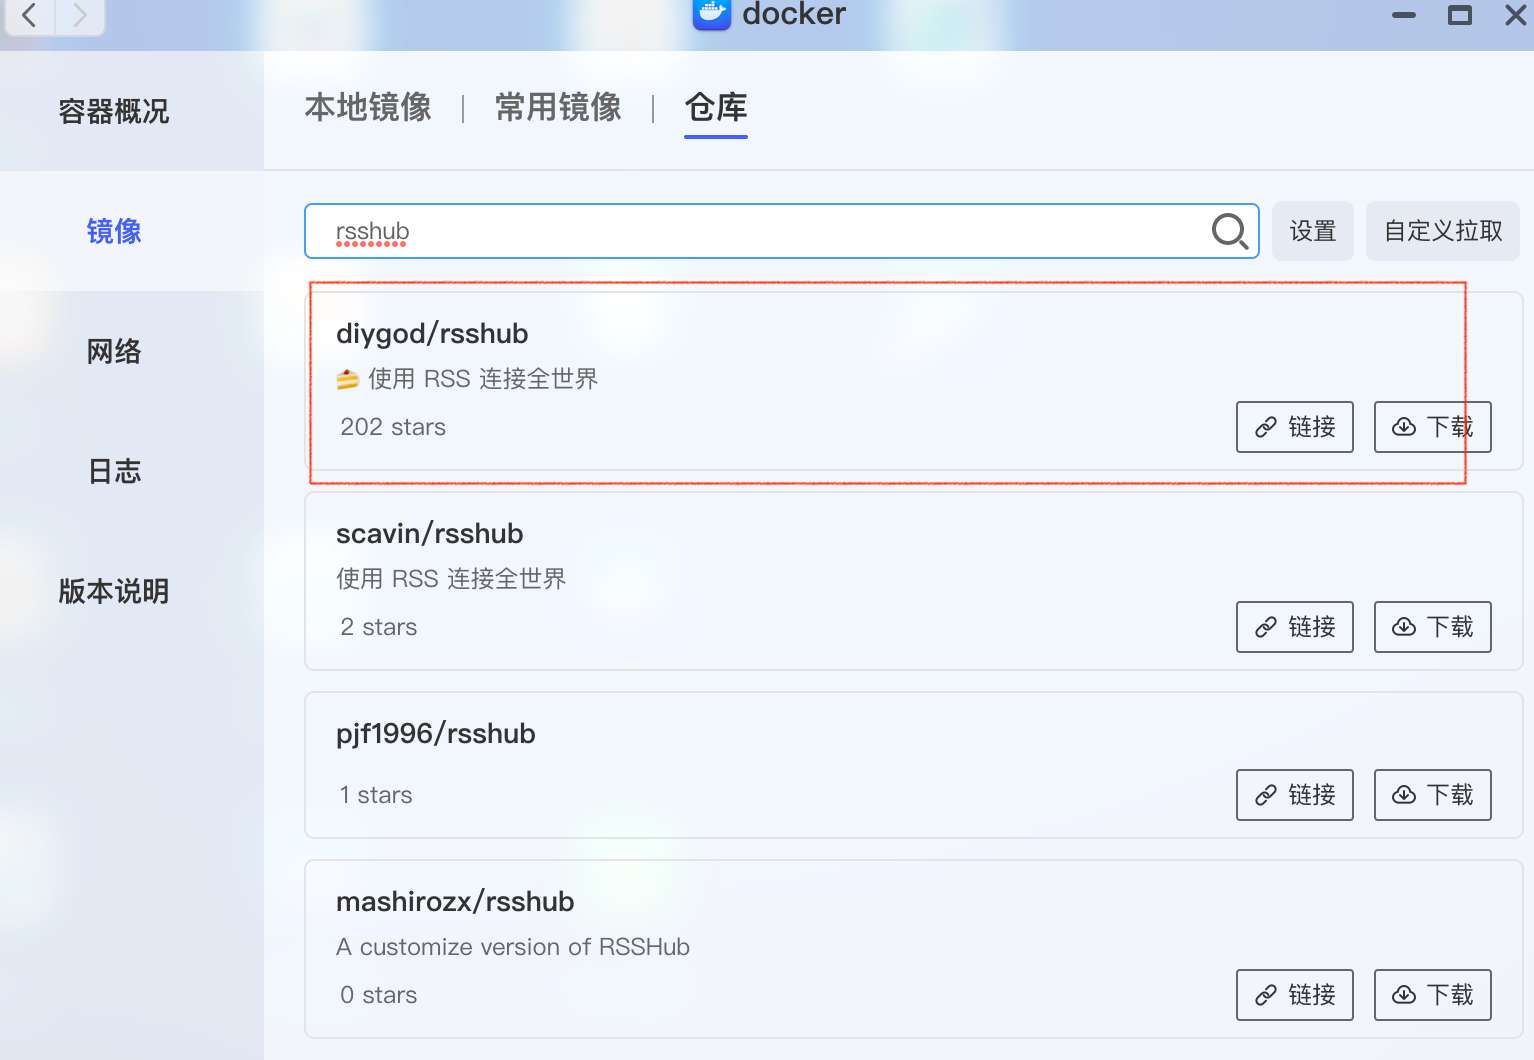 docker
容器概况
镜像
网络
日志
版本说明
本地镜像 | 常用镜像 | 仓库
rsshub
设置
自定义拉取
diygod/rsshub
🍰 使用 RSS 连接全世界
202 stars
链接
下载
scavin/rsshub
使用 RSS 连接全世界
2 stars
链接
下载
pjf1996/rsshub
1 stars
链接
下载
mashirozx/rsshub
A customize version of RSSHub
0 stars
链接
下载